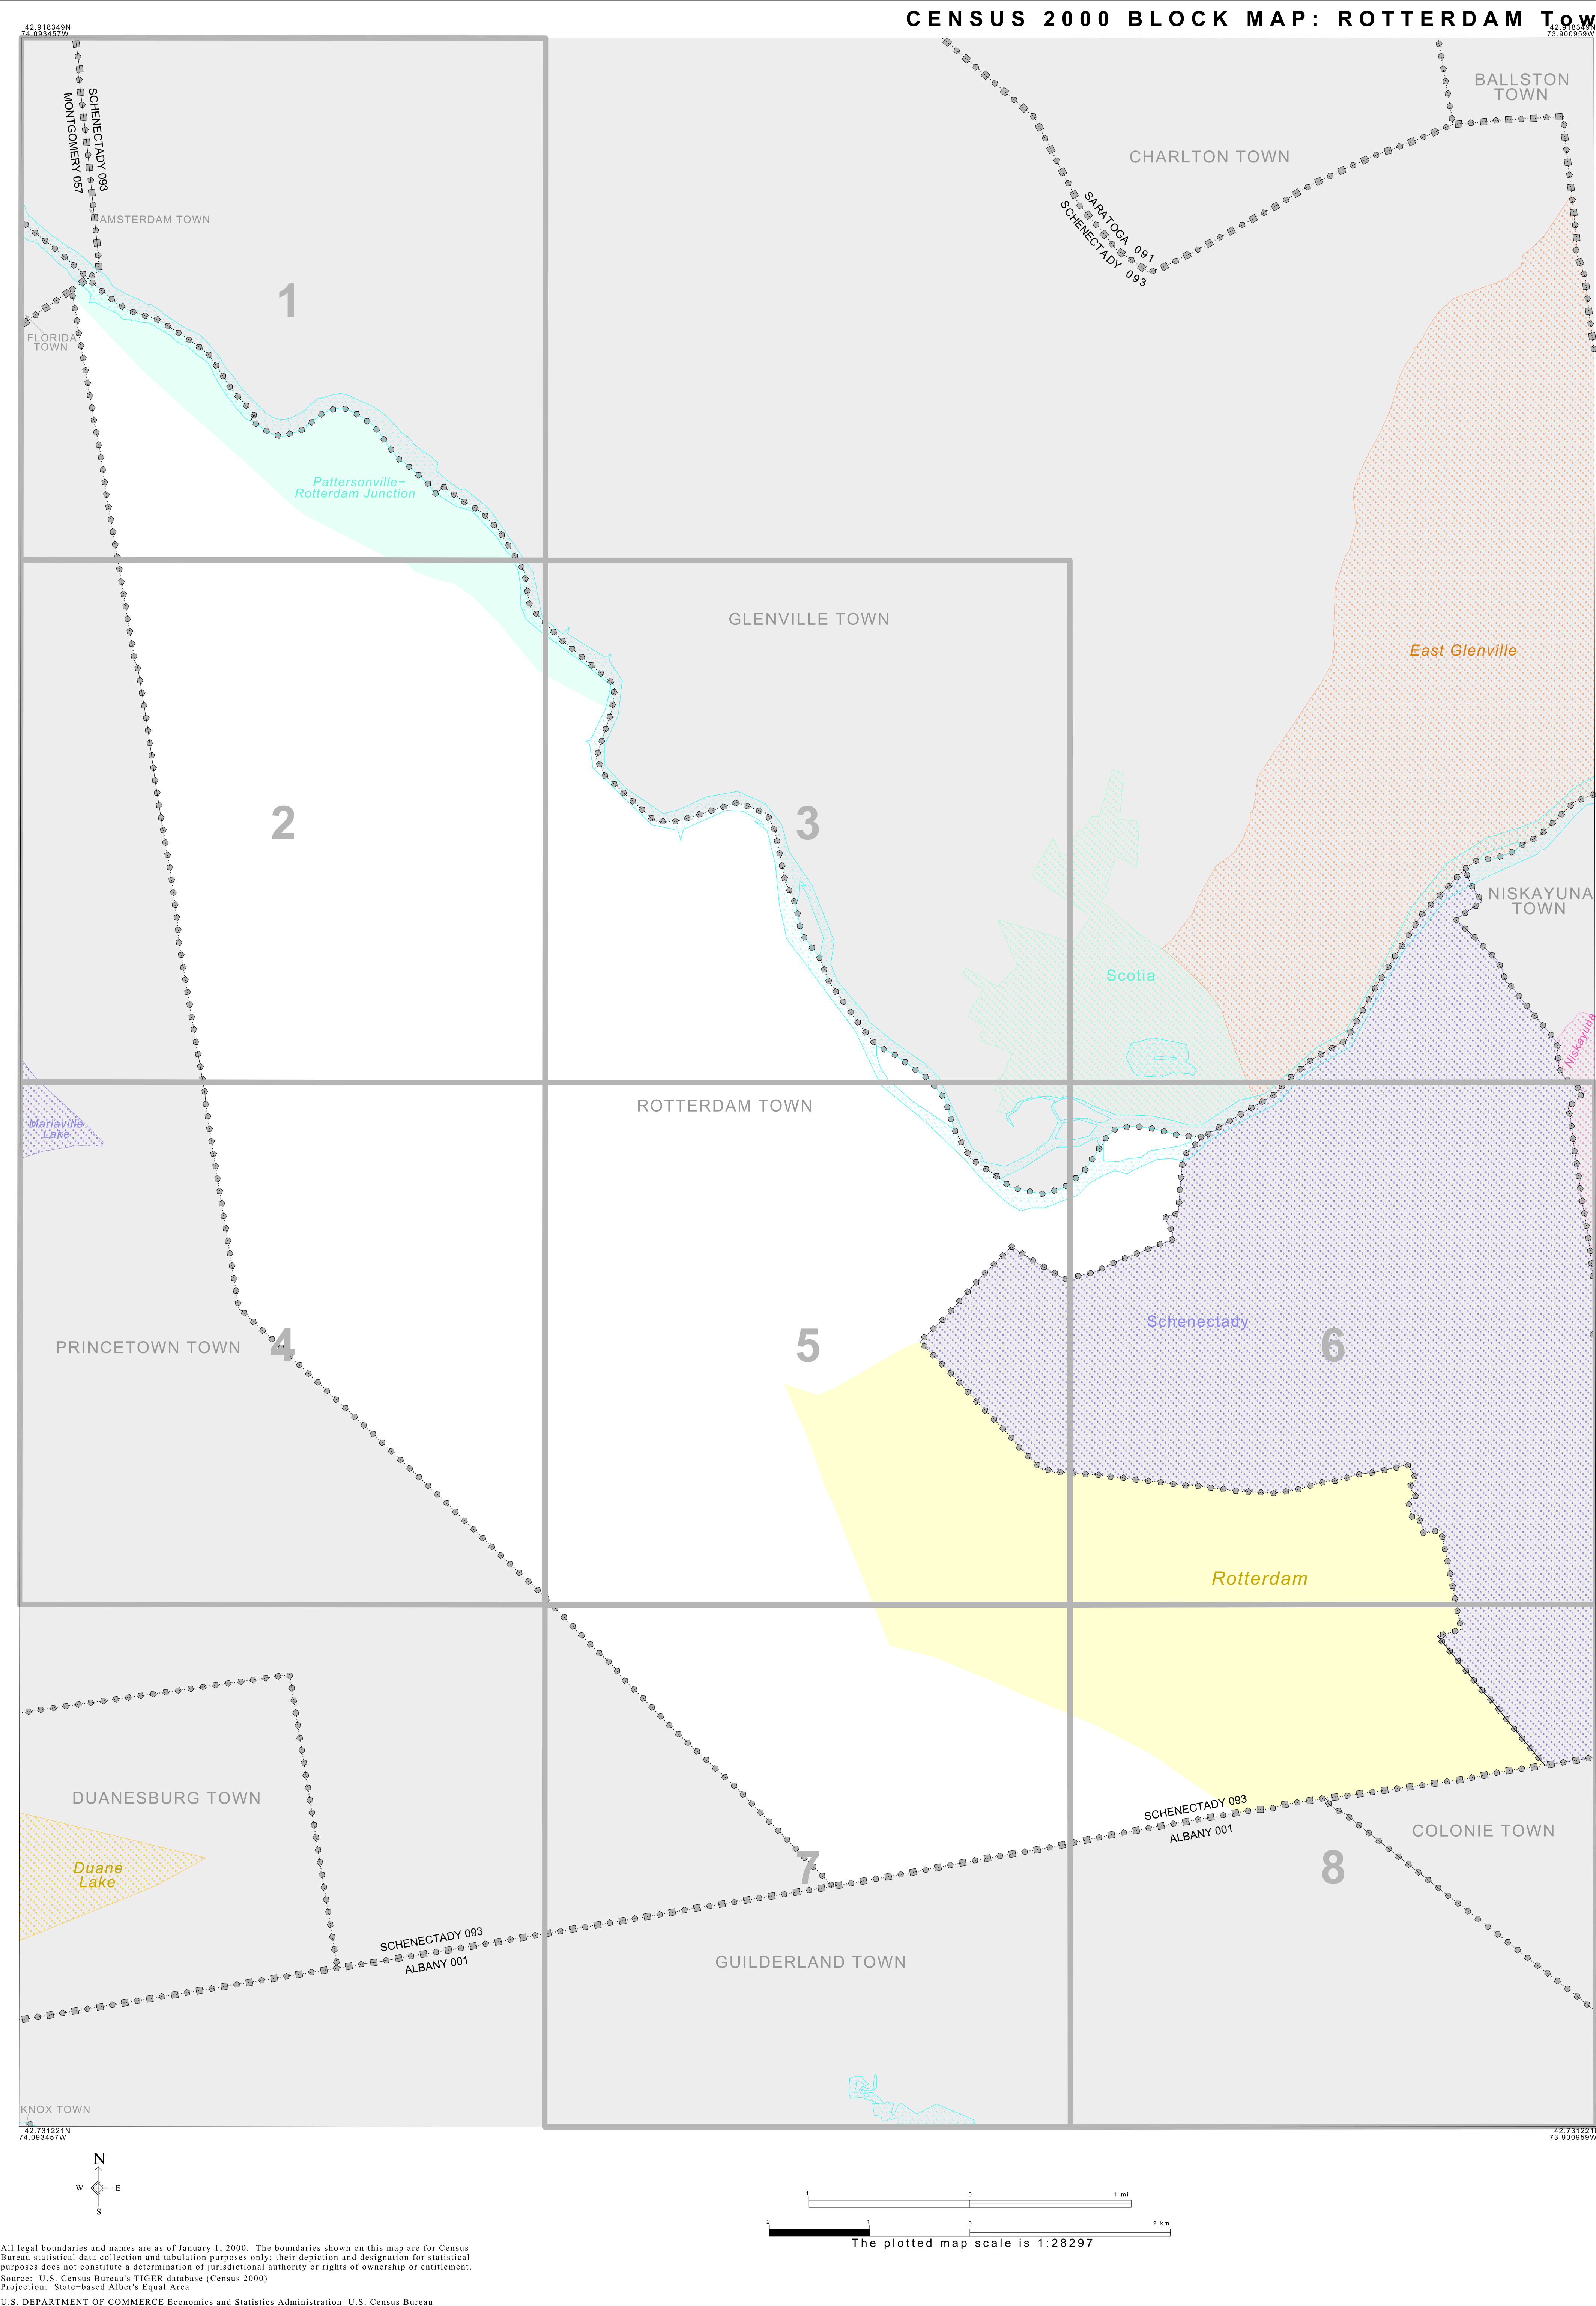 CENSUS 2000 BLOCK MAP: ROTTERDAM Tow
42.918349N
74.093457W
42.918349N
73.900959W
BALLSTON
TOWN
SCHENECTADY 093
MONTGOMERY 057
CHARLTON TOWN
AMSTERDAM TOWN
SARATOGA 091
SCHENECTADY 093
1
FLORIDA
TOWN
Pattersonville-
Rotterdam Junction
GLENVILLE TOWN
East Glenville
2
3
NISKAYUNA
TOWN
Scotia
Niskayuna
ROTTERDAM TOWN
Mariaville
Lake
Schenectady
PRINCETOWN TOWN
4
5
6
Rotterdam
DUANESBURG TOWN
SCHENECTADY 093
ALBANY 001
COLONIE TOWN
Duane
Lake
7
8
SCHENECTADY 093
ALBANY 001
GUILDERLAND TOWN
KNOX TOWN
42.731221N
74.093457W
42.731221N
73.900959W
N
W E
S
1 0 1 mi
2 1 0 2 km
The plotted map scale is 1:28297
All legal boundaries and names are as of January 1, 2000. The boundaries shown on this map are for Census
Bureau statistical data collection and tabulation purposes only; their depiction and designation for statistical
purposes does not constitute a determination of jurisdictional authority or rights of ownership or entitlement.
Source: U.S. Census Bureau's TIGER database (Census 2000)
Projection: State-based Alber's Equal Area
U.S. DEPARTMENT OF COMMERCE Economics and Statistics Administration U.S. Census Bureau